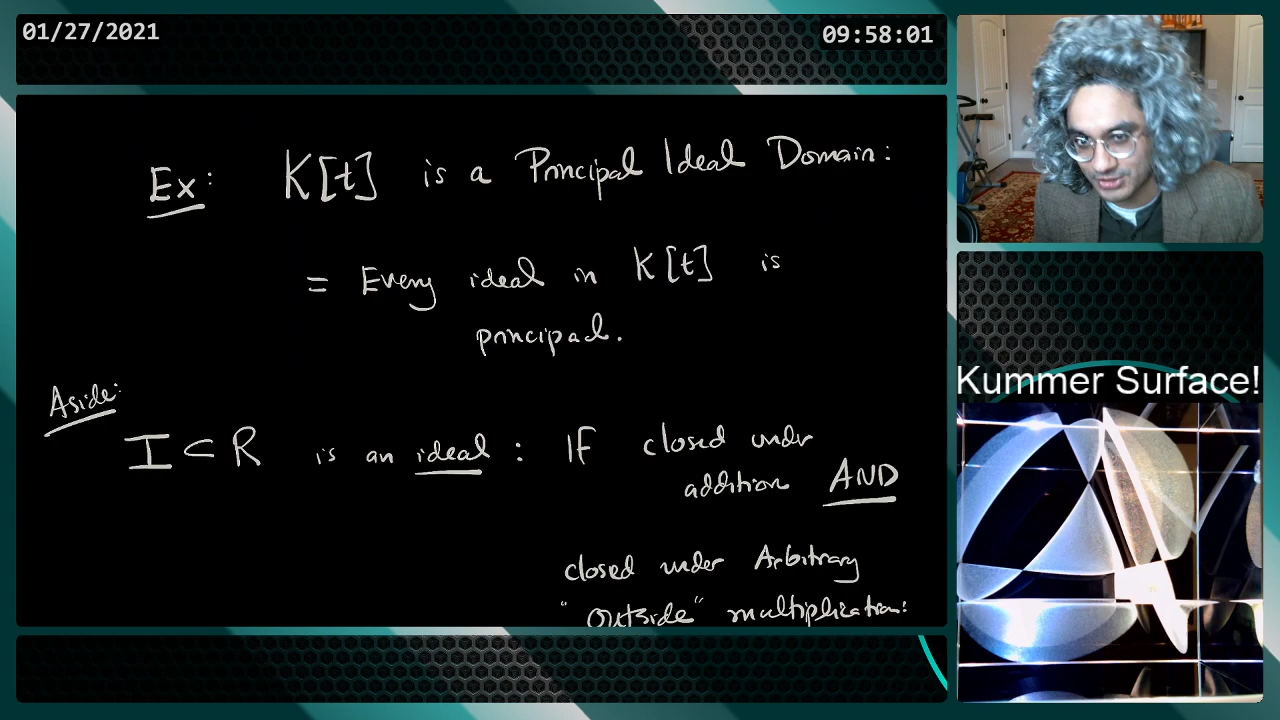 01/27/2021
09:58:01
Ex: K[t] is a Principal Ideal Domain:
= Every ideal in K[t] is
principal.
Aside:
I ⊂ R is an ideal : IF closed under
addition AND
closed under Arbitrary
"outside" multiplication:
Kummer Surface!